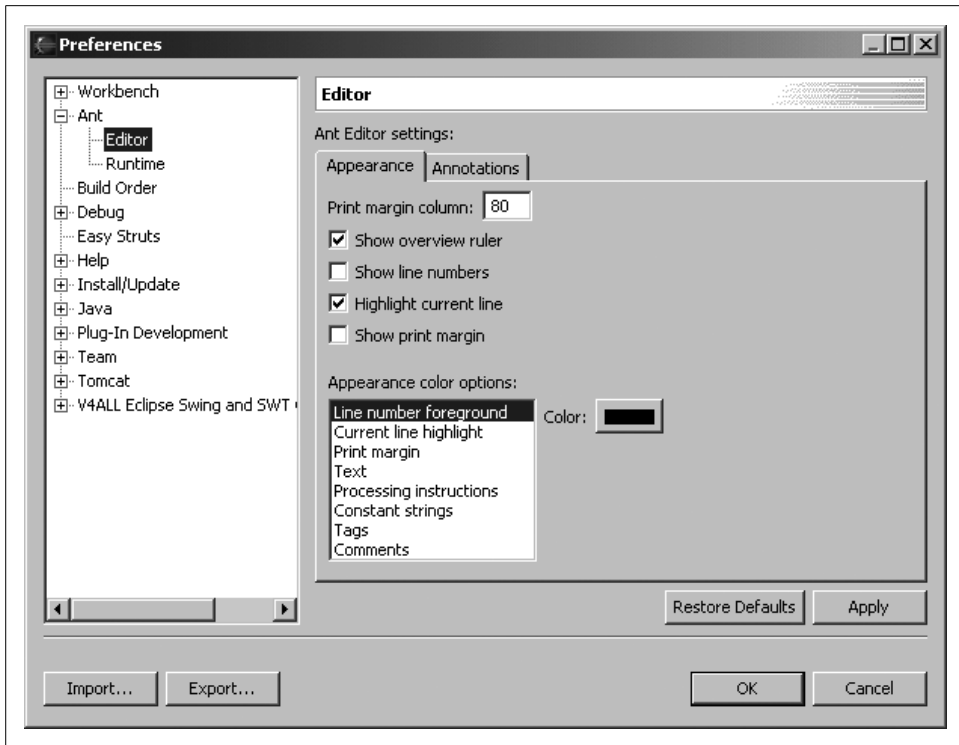 Preferences
Workbench
Ant
Editor
Runtime
Build Order
Debug
Easy Struts
Help
Install/Update
Java
Plug-In Development
Team
Tomcat
V4ALL Eclipse Swing and SWT
Editor
Ant Editor settings:
Appearance Annotations
Print margin column: 80
Show overview ruler
Show line numbers
Highlight current line
Show print margin
Appearance color options:
Line number foreground
Current line highlight
Print margin
Text
Processing instructions
Constant strings
Tags
Comments
Color:
Restore Defaults Apply
Import... Export... OK Cancel